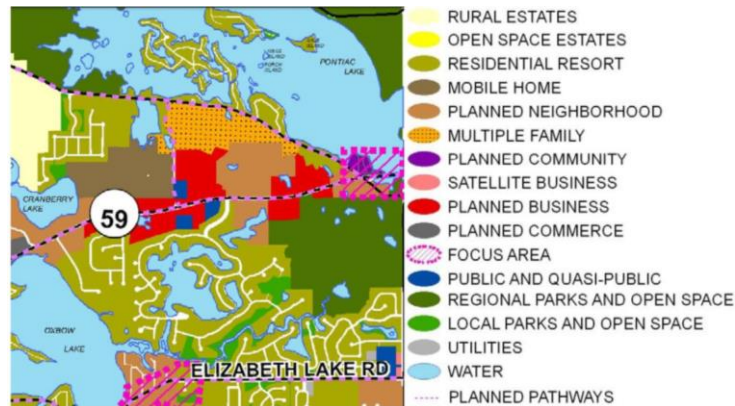 PONTIAC
LAKE
CRANBERRY
LAKE
59
OXBOW
LAKE
ELIZABETH LAKE RD
RURAL ESTATES
OPEN SPACE ESTATES
RESIDENTIAL RESORT
MOBILE HOME
PLANNED NEIGHBORHOOD
MULTIPLE FAMILY
PLANNED COMMUNITY
SATELLITE BUSINESS
PLANNED BUSINESS
PLANNED COMMERCE
FOCUS AREA
PUBLIC AND QUASI-PUBLIC
REGIONAL PARKS AND OPEN SPACE
LOCAL PARKS AND OPEN SPACE
UTILITIES
WATER
PLANNED PATHWAYS